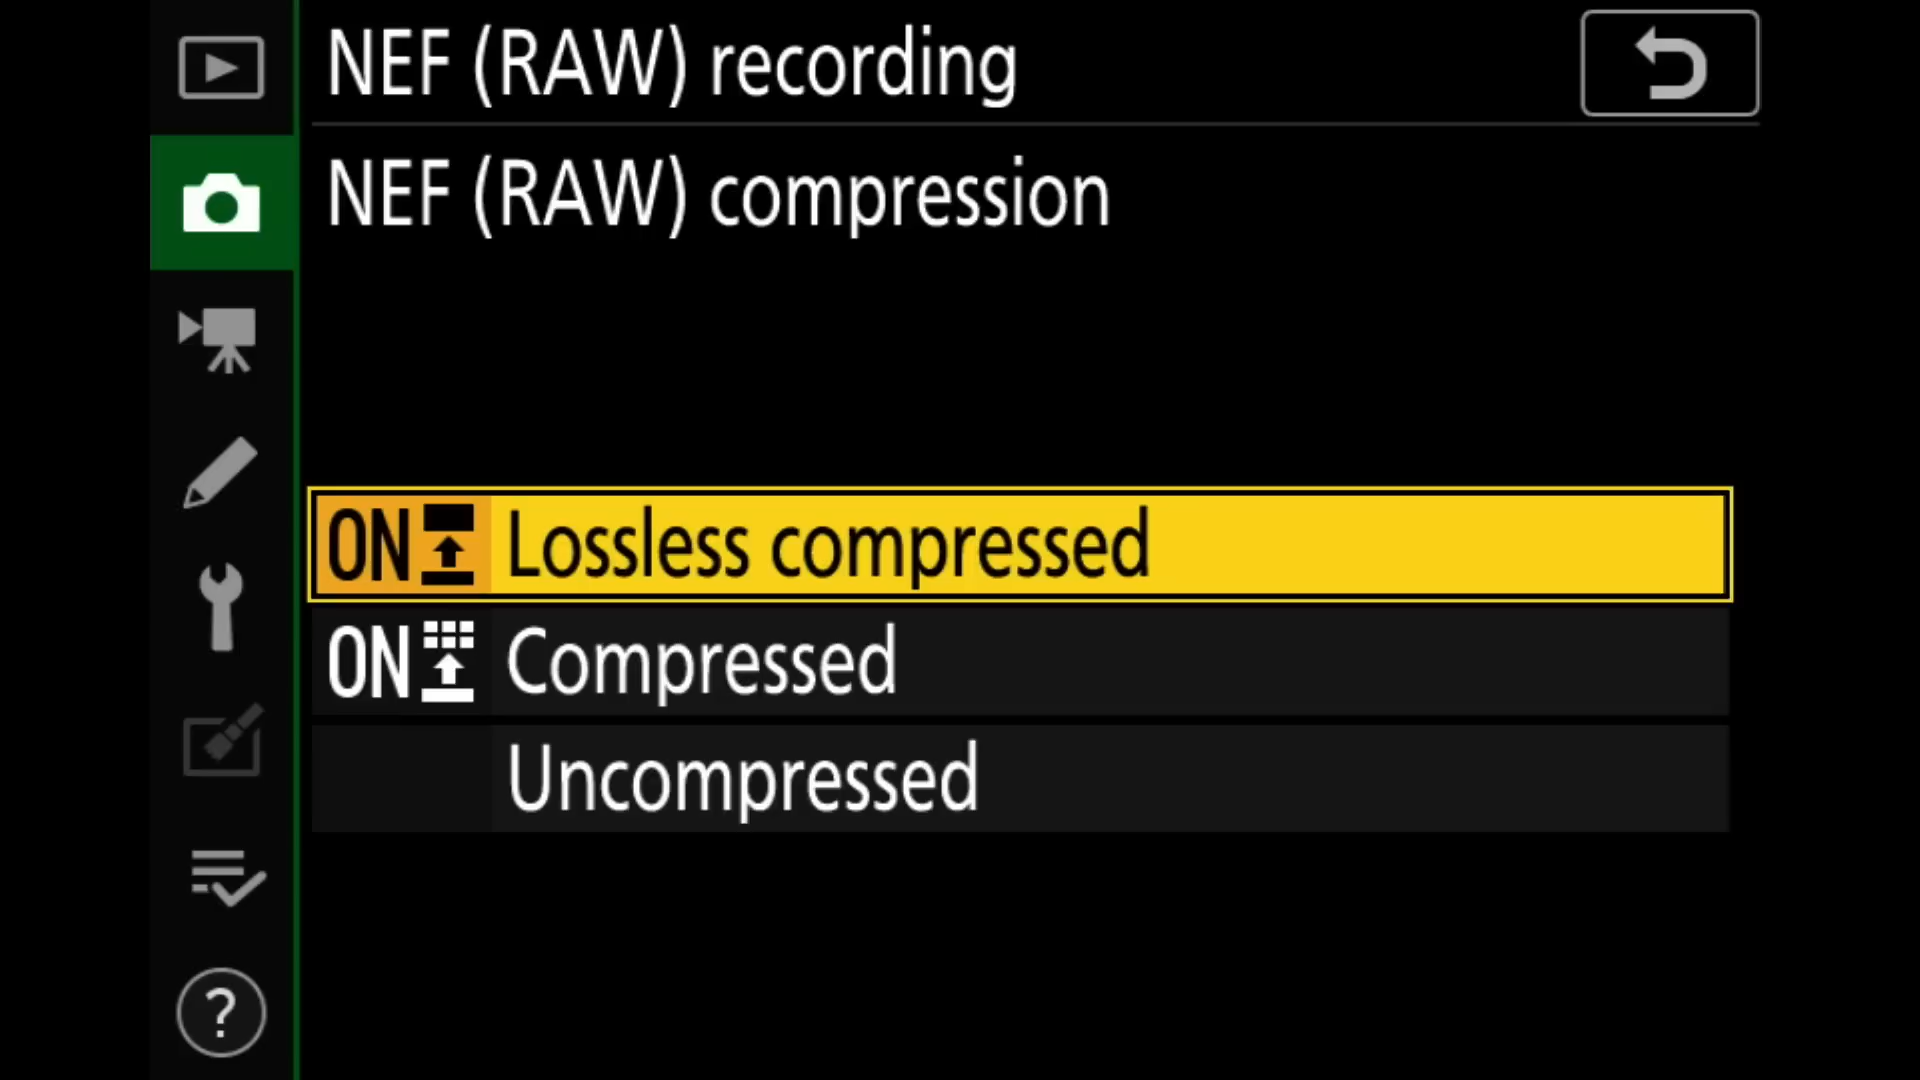 NEF (RAW) recording
NEF (RAW) compression
ON Lossless compressed
ON Compressed
Uncompressed
?